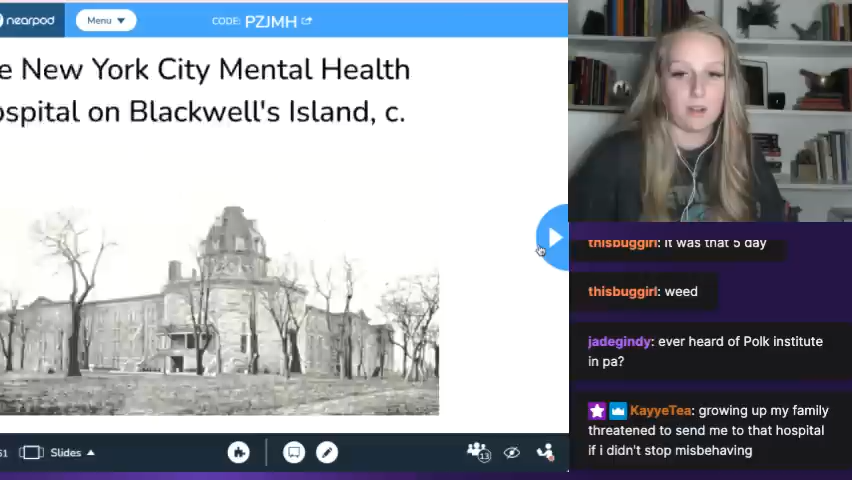 nearpod
Menu
CODE: PZJMH
e New York City Mental Health
ospital on Blackwell's Island, c.
thisbuggirl: it was that 5 day
thisbuggirl: weed
jadegindy: ever heard of Polk institute
in pa?
KayyeTea: growing up my family
threatened to send me to that hospital
if i didn't stop misbehaving
51
Slides
13